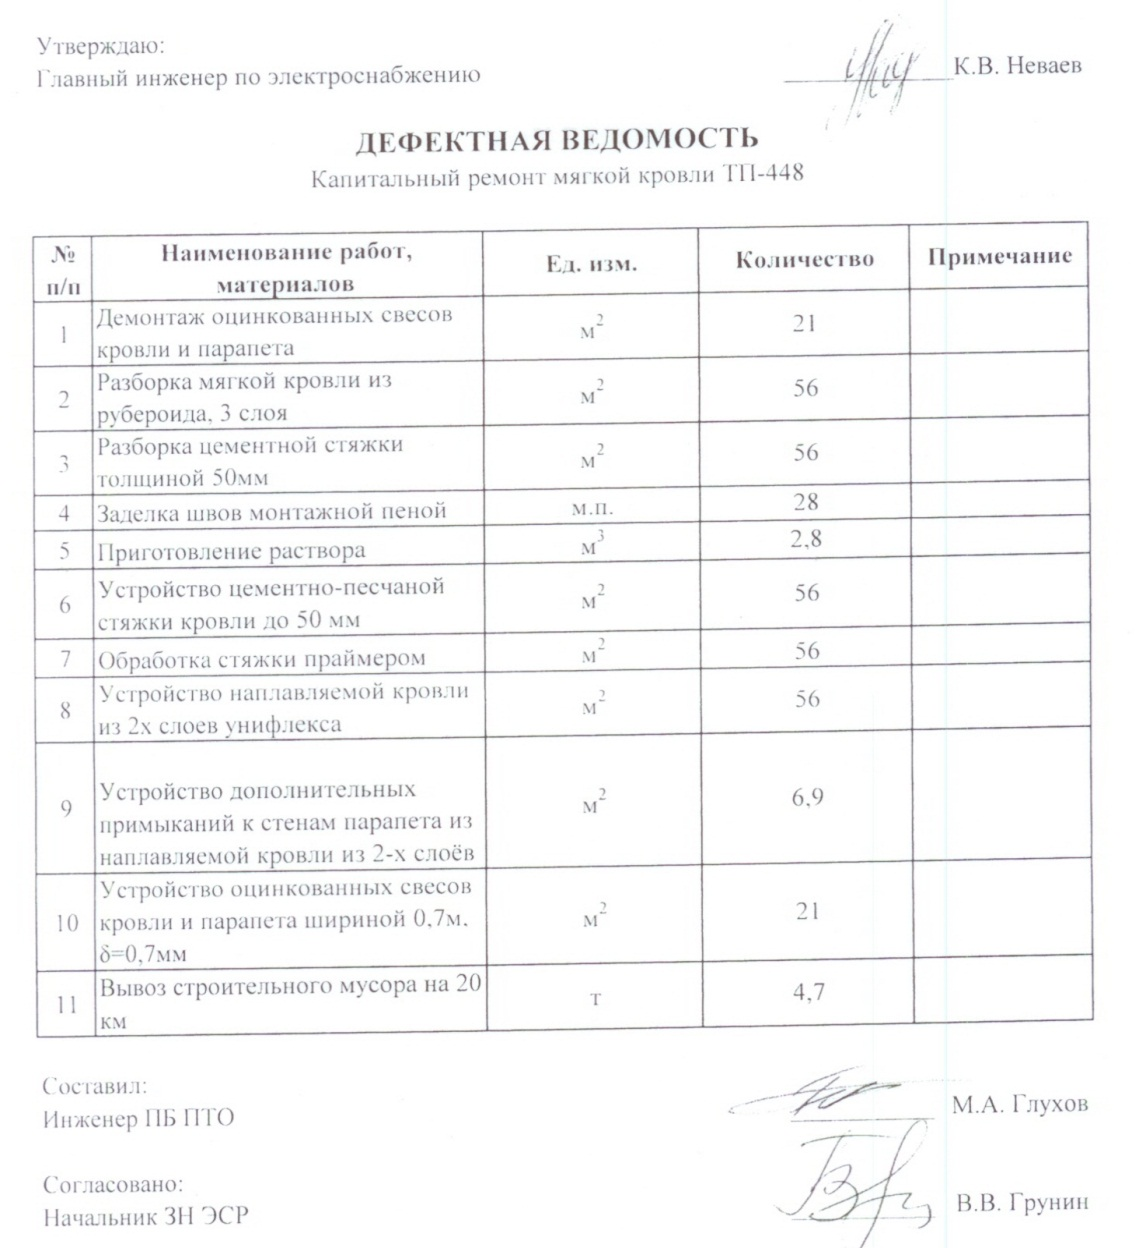 Утверждаю:
Главный инженер по электроснабжению
К.В. Неваев
ДЕФЕКТНАЯ ВЕДОМОСТЬ
Капитальный ремонт мягкой кровли ТП-448
№ п/п Наименование работ, материалов Ед. изм. Количество Примечание
1 Демонтаж оцинкованных свесов кровли и парапета м² 21
2 Разборка мягкой кровли из рубероида, 3 слоя м² 56
3 Разборка цементной стяжки толщиной 50мм м² 56
4 Заделка швов монтажной пеной м.п. 28
5 Приготовление раствора м³ 2,8
6 Устройство цементно-песчаной стяжки кровли до 50 мм м² 56
7 Обработка стяжки праймером м² 56
8 Устройство наплавляемой кровли из 2х слоев унифлекса м² 56
9 Устройство дополнительных примыканий к стенам парапета из наплавляемой кровли из 2-х слоёв м² 6,9
10 Устройство оцинкованных свесов кровли и парапета шириной 0,7м, δ=0,7мм м² 21
11 Вывоз строительного мусора на 20 км т 4,7
Составил:
Инженер ПБ ПТО
М.А. Глухов
Согласовано:
Начальник ЗН ЭСР
В.В. Грунин